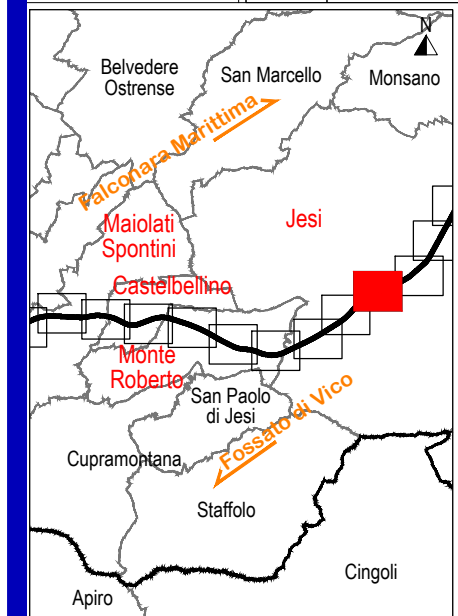 N
Belvedere
Ostrense
San Marcello
Monsano
Falconara Marittima
Maiolati
Spontini
Jesi
Castelbellino
Monte
Roberto
San Paolo
di Jesi
Fossato di Vico
Cupramontana
Staffolo
Cingoli
Apiro